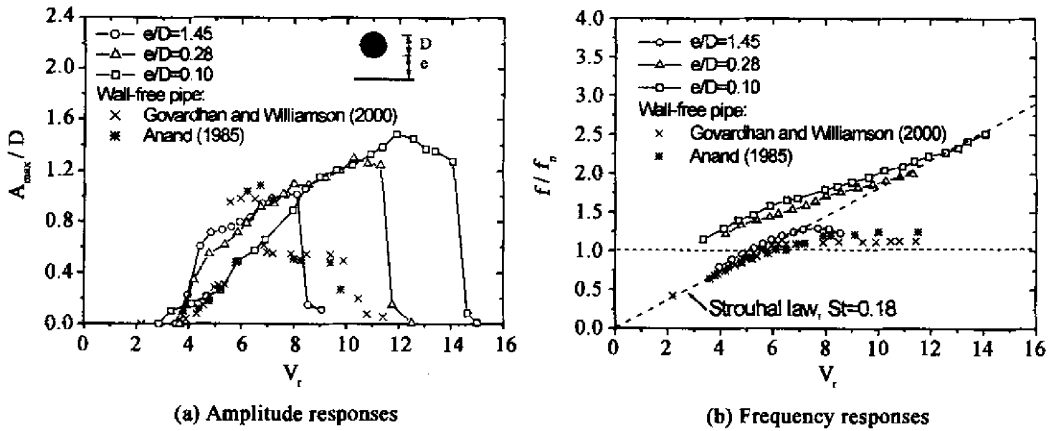 2.4
2.0
1.6
1.2
0.8
0.4
0.0
A_max / D
e/D=1.45
e/D=0.28
e/D=0.10
Wall-free pipe:
Govardhan and Williamson (2000)
Anand (1985)
D
e
0 2 4 6 8 10 12 14 16
V_r
(a) Amplitude responses
4.0
3.5
3.0
2.5
2.0
1.5
1.0
0.5
0.0
f / f_n
e/D=1.45
e/D=0.28
e/D=0.10
Wall-free pipe:
Govardhan and Williamson (2000)
Anand (1985)
Strouhal law, St=0.18
0 2 4 6 8 10 12 14 16
V_r
(b) Frequency responses